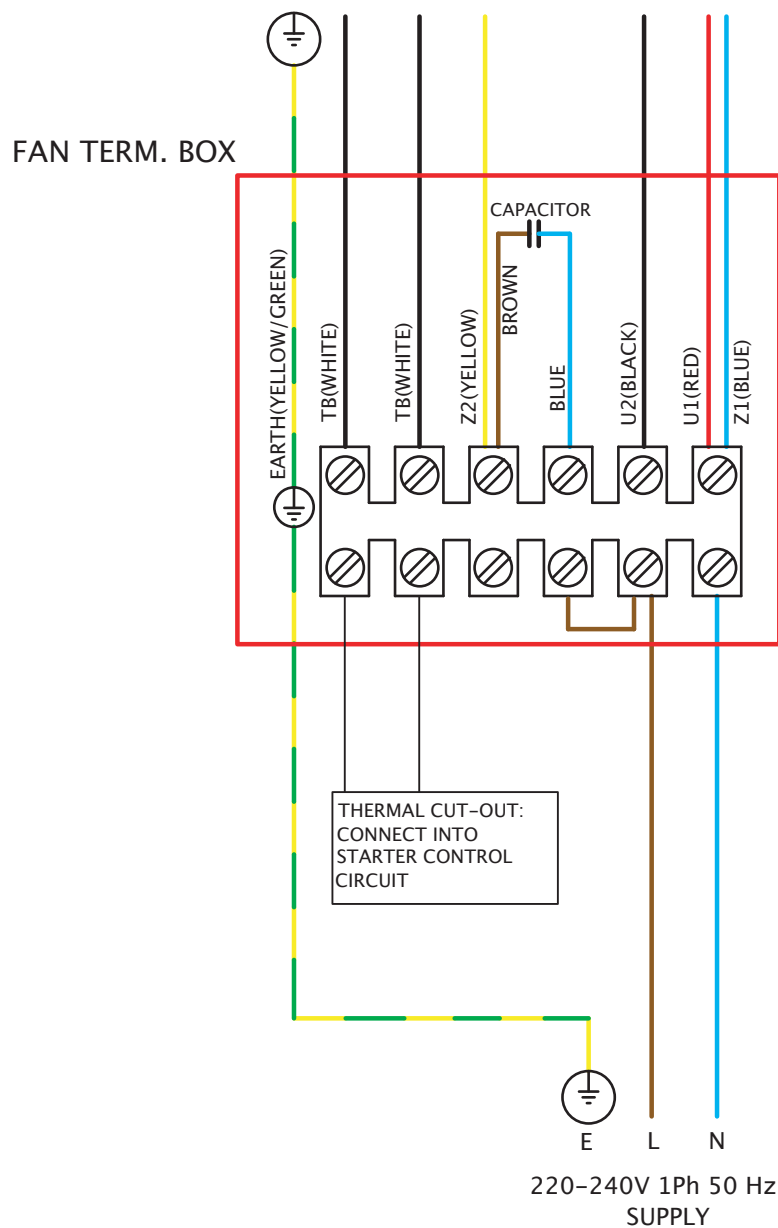 FAN TERM. BOX
CAPACITOR
EARTH(YELLOW/GREEN)
TB(WHITE)
TB(WHITE)
Z2(YELLOW)
BROWN
BLUE
U2(BLACK)
U1(RED)
Z1(BLUE)
THERMAL CUT-OUT:
CONNECT INTO
STARTER CONTROL
CIRCUIT
E L N
220-240V 1Ph 50 Hz
SUPPLY